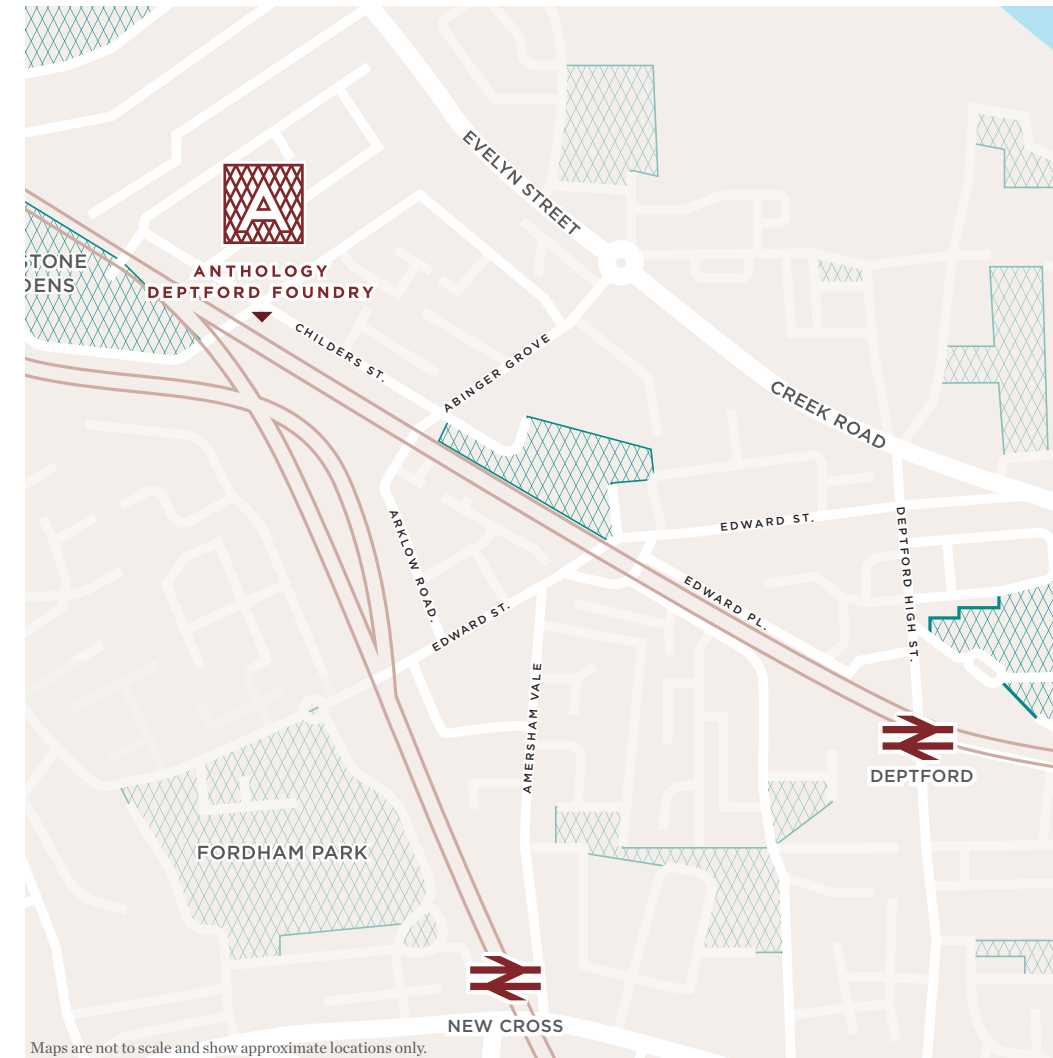 EVELYN STREET
STONE
DENS
A
ANTHOLOGY
DEPTFORD FOUNDRY
CHILDERS ST.
ABINGER GROVE
CREEK ROAD
ARKLOW ROAD.
EDWARD ST.
DEPTFORD HIGH ST.
EDWARD PL.
EDWARD ST.
AMERSHAM VALE
DEPTFORD
FORDHAM PARK
NEW CROSS
Maps are not to scale and show approximate locations only.